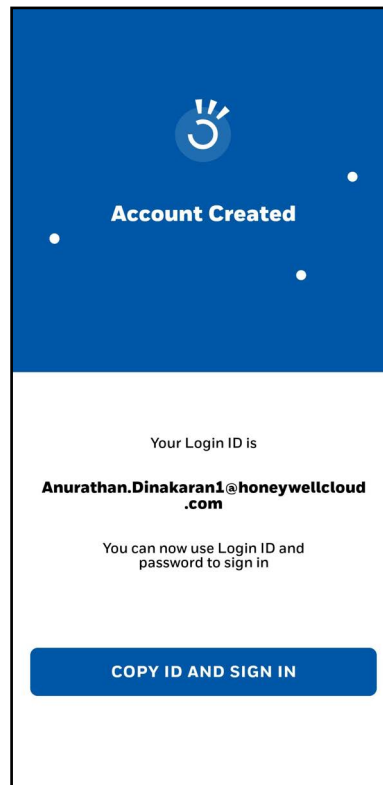 Account Created
Your Login ID is
Anurathan.Dinakaran1@honeywellcloud
.com
You can now use Login ID and
password to sign in
COPY ID AND SIGN IN